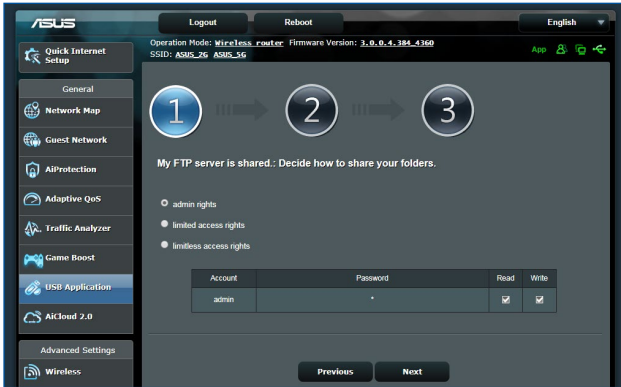 ASUS
Logout
Reboot
English
Quick Internet
Setup
Operation Mode: Wireless router Firmware Version: 3.0.0.4.384_4360
SSID: ASUS_2G ASUS_5G
App
General
Network Map
Guest Network
AiProtection
Adaptive QoS
Traffic Analyzer
Game Boost
USB Application
AiCloud 2.0
Advanced Settings
Wireless
1 2 3
My FTP server is shared.: Decide how to share your folders.
admin rights
limited access rights
limitless access rights
Account Password Read Write
admin *
Previous Next